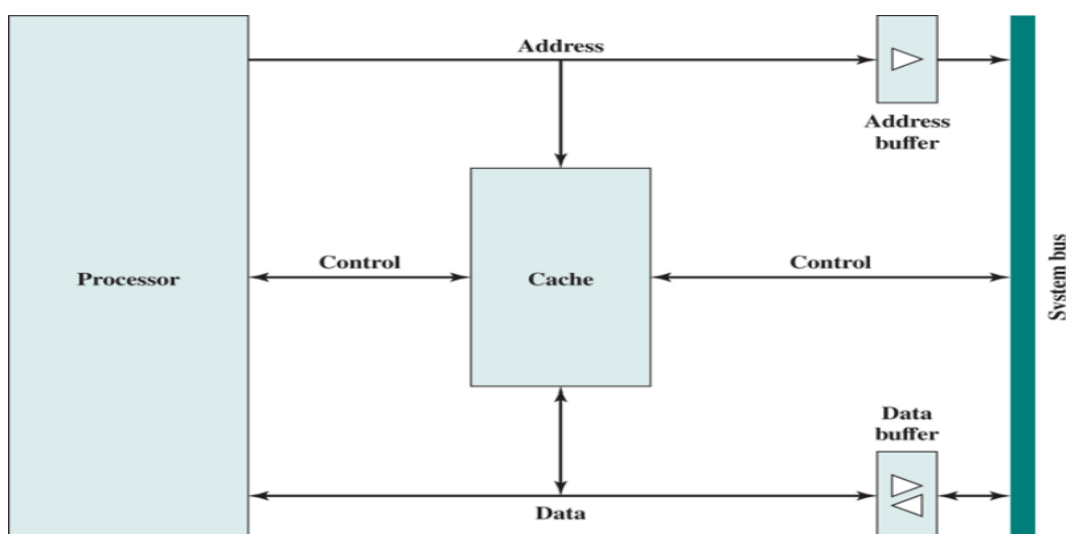 Address
Address
buffer
Processor
Control
Cache
Control
System bus
Data
buffer
Data